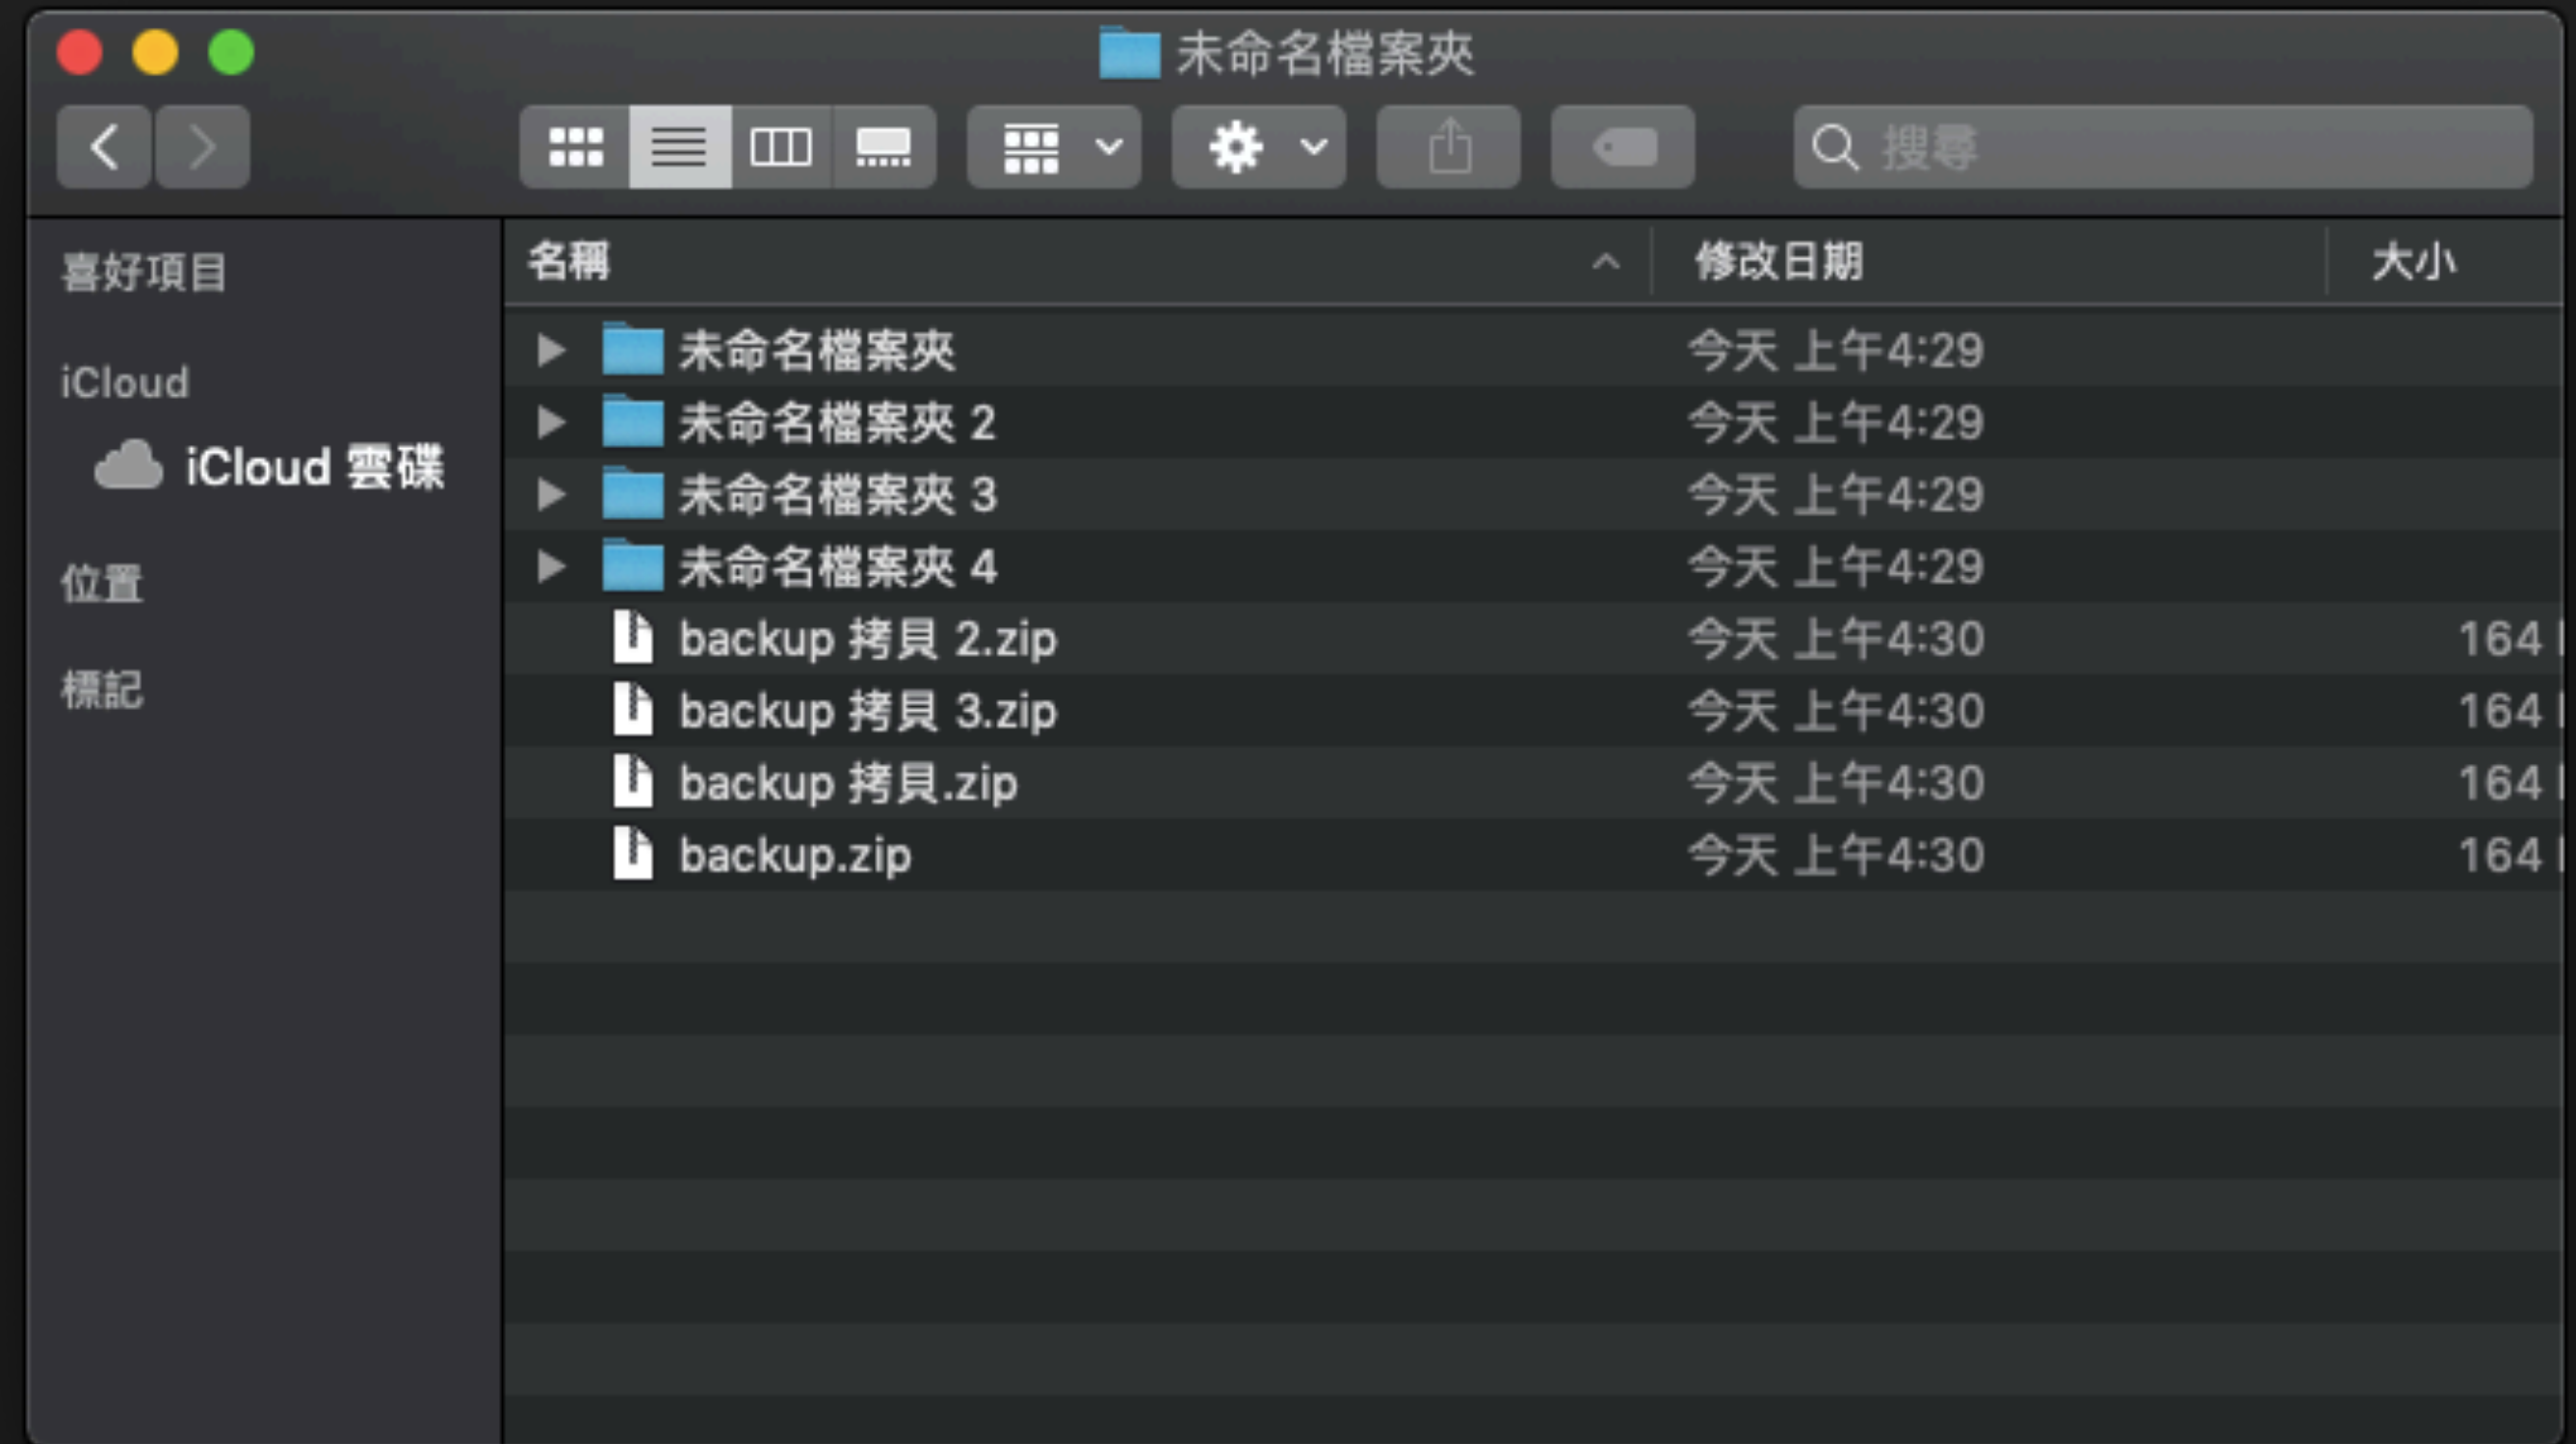 未命名檔案夾
搜尋
喜好項目
iCloud
iCloud 雲碟
位置
標記
名稱 修改日期 大小
未命名檔案夾 今天 上午4:29
未命名檔案夾 2 今天 上午4:29
未命名檔案夾 3 今天 上午4:29
未命名檔案夾 4 今天 上午4:29
backup 拷貝 2.zip 今天 上午4:30 164
backup 拷貝 3.zip 今天 上午4:30 164
backup 拷貝.zip 今天 上午4:30 164
backup.zip 今天 上午4:30 164